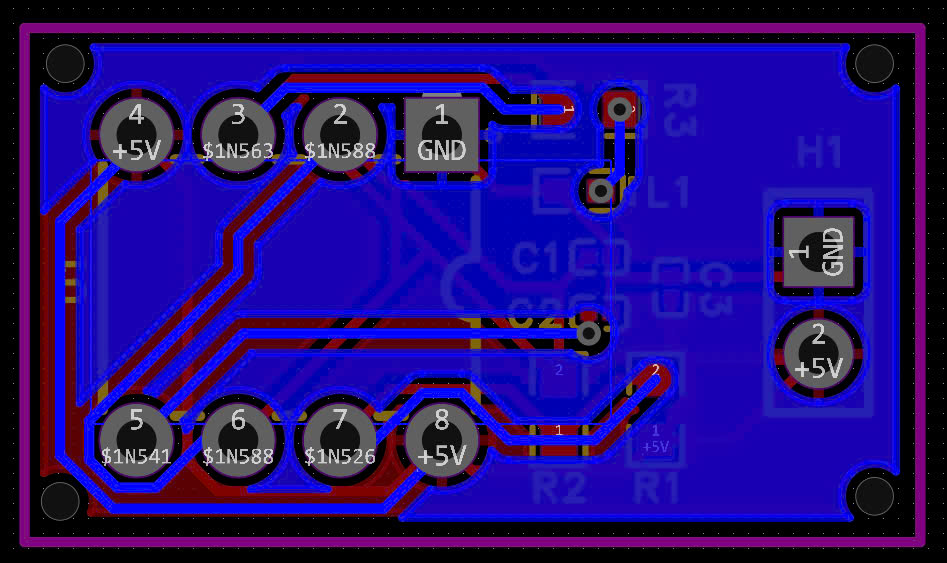 4
+5V
3
$1N563
2
$1N588
1
GND
1
R3
L1
H1
1
GND
2
+5V
C1
C2
C3
2
1
2
1
+5V
5
$1N541
6
$1N588
7
$1N526
8
+5V
R2
R1